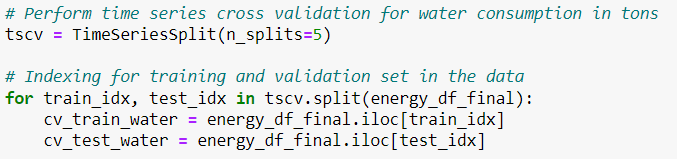 # Perform time series cross validation for water consumption in tons
tscv = TimeSeriesSplit(n_splits=5)

# Indexing for training and validation set in the data
for train_idx, test_idx in tscv.split(energy_df_final):
    cv_train_water = energy_df_final.iloc[train_idx]
    cv_test_water = energy_df_final.iloc[test_idx]